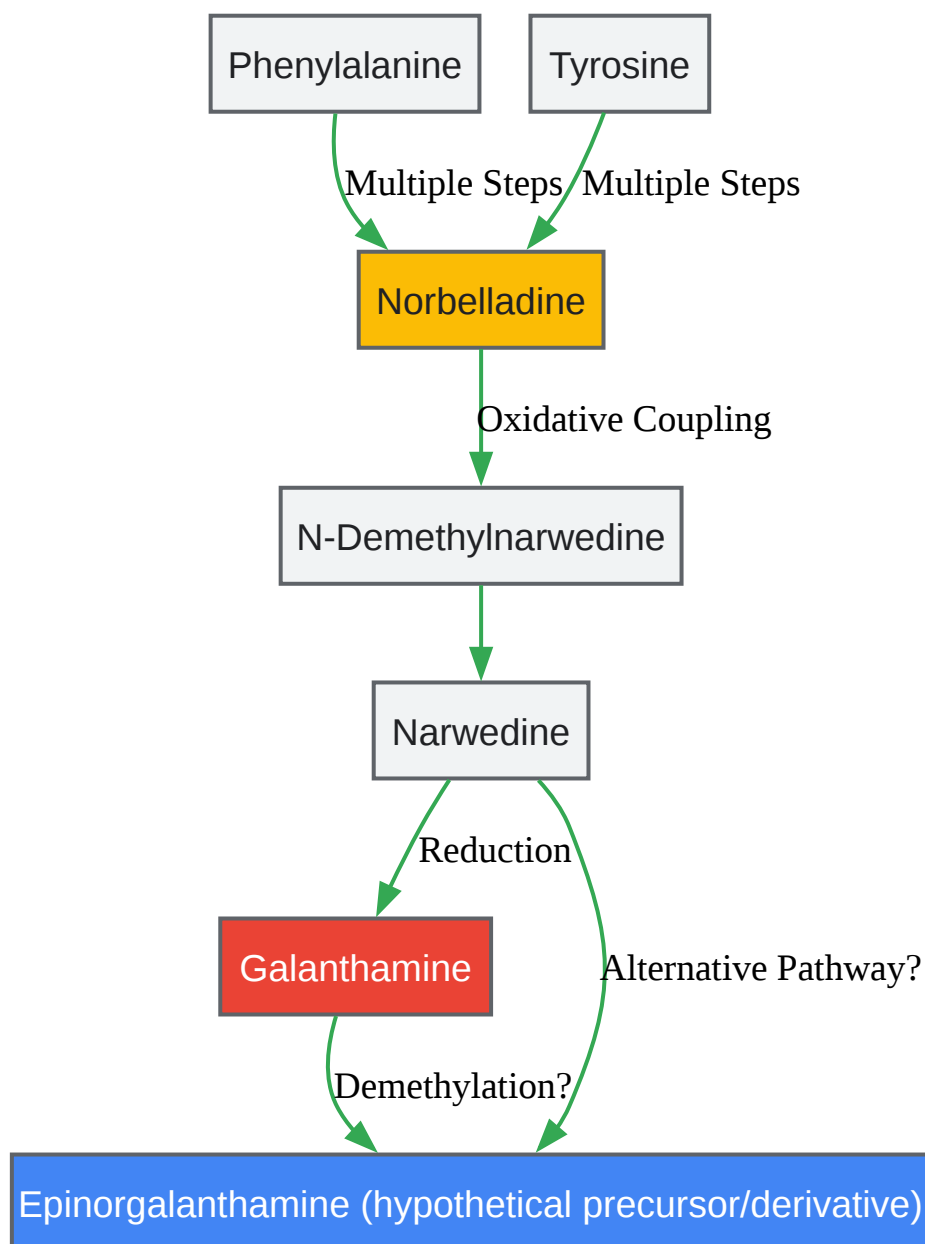 Phenylalanine
Tyrosine
Multiple Steps
Multiple Steps
Norbelladine
Oxidative Coupling
N-Demethylnarwedine
Narwedine
Reduction
Galanthamine
Alternative Pathway?
Demethylation?
Epinorgalanthamine (hypothetical precursor/derivative)